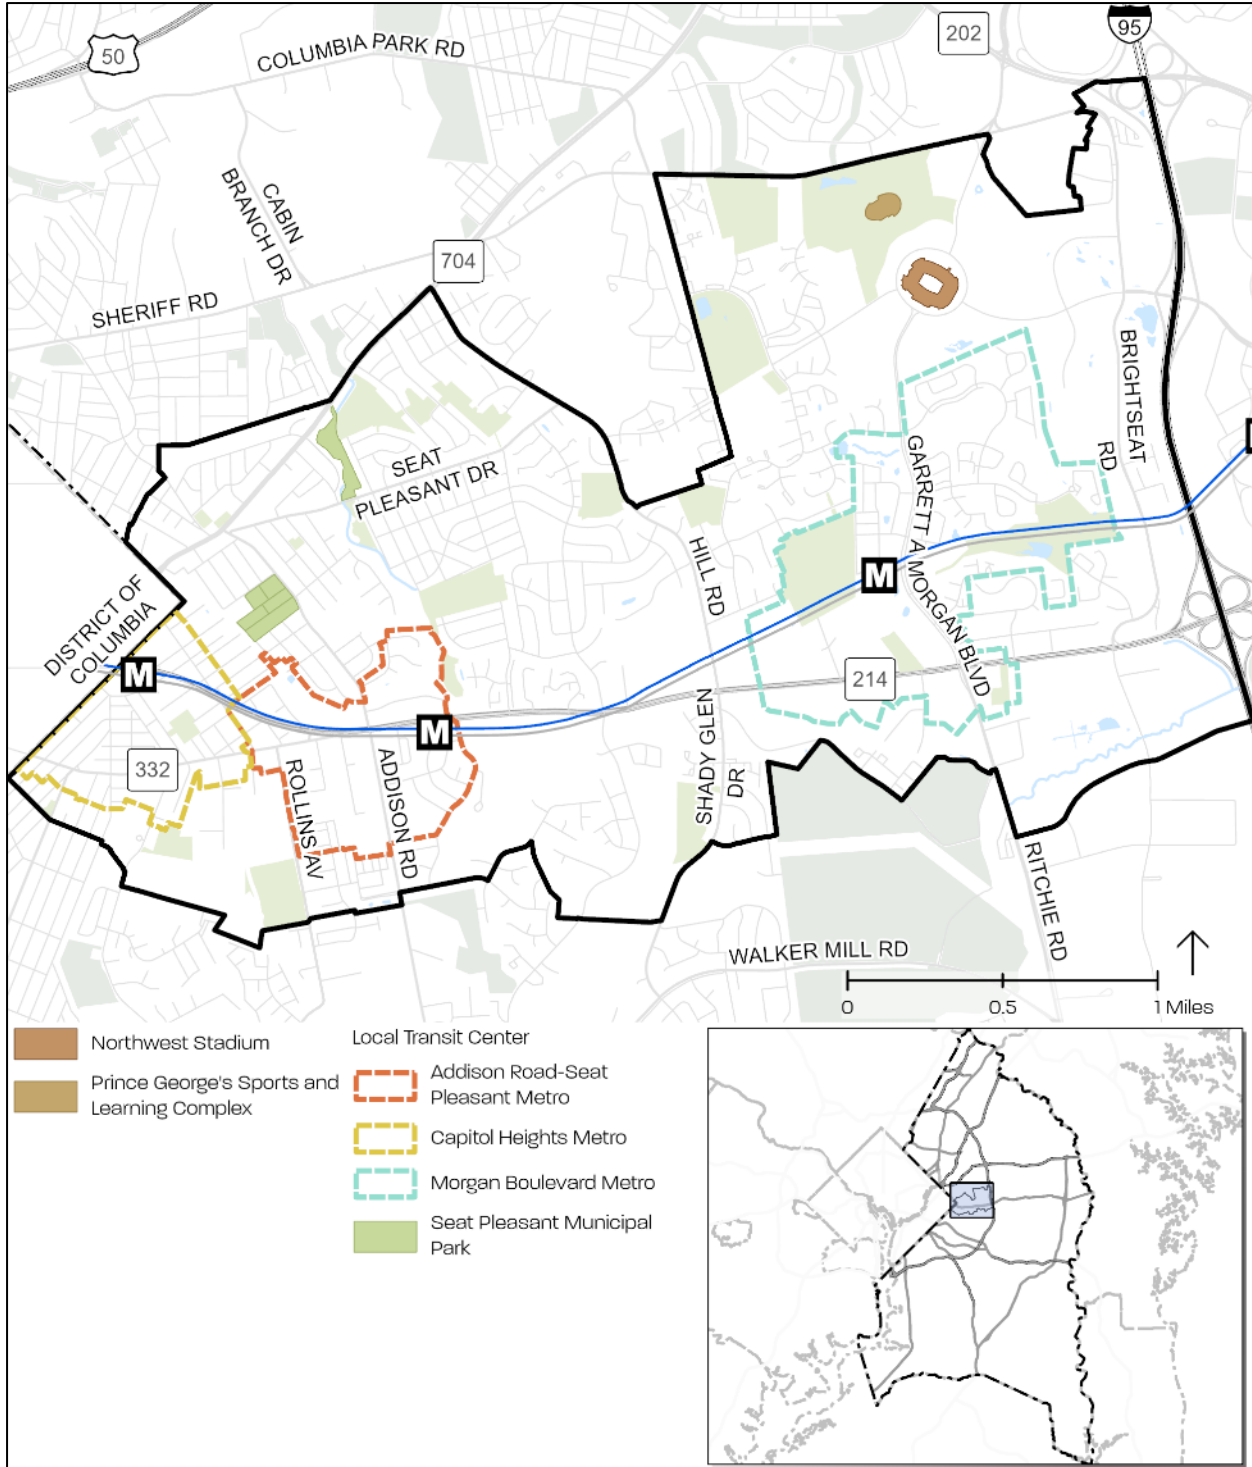 50
COLUMBIA PARK RD
202
95
CABIN
BRANCH DR
704
SHERIFF RD
BRIGHTSEAT
RD
SEAT
PLEASANT DR
GARRETT A MORGAN BLVD
HILL RD
M
DISTRICT OF
COLUMBIA
M
214
M
332
ROLLINS AV
ADDISON RD
SHADY GLEN
DR
RITCHIE RD
WALKER MILL RD
0
0.5
1 Miles
Northwest Stadium
Prince George's Sports and
Learning Complex
Local Transit Center
Addison Road-Seat
Pleasant Metro
Capitol Heights Metro
Morgan Boulevard Metro
Seat Pleasant Municipal
Park